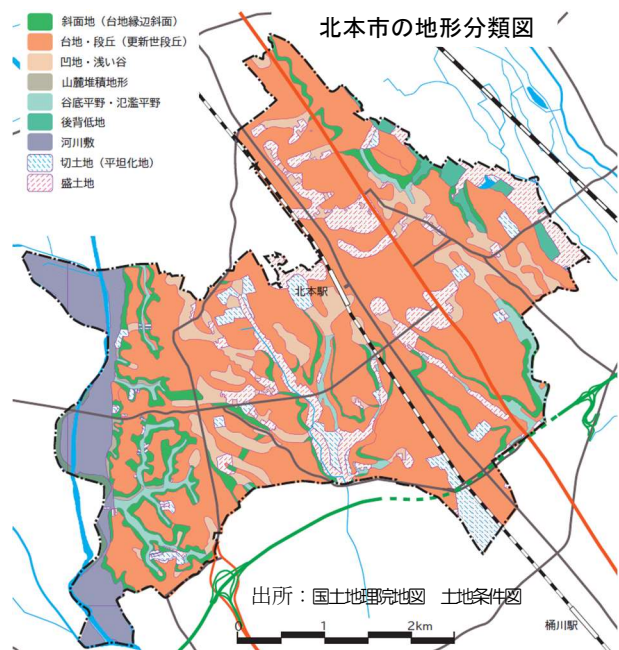 北本市の地形分類図
斜面地（台地縁辺斜面）
台地・段丘（更新世段丘）
凹地・浅い谷
山麓堆積地形
谷底平野・氾濫平野
後背低地
河川敷
切土地（平坦化地）
盛土地
北本駅
出所：国土地理院地図　土地条件図
0 1 2km
桶川駅